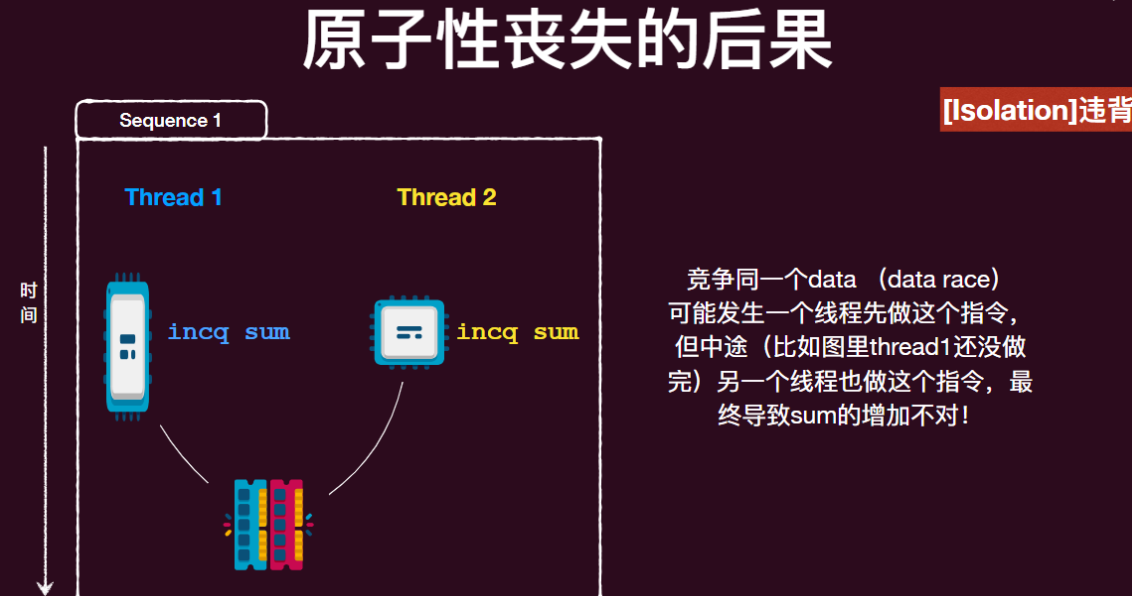 原子性丧失的后果
[Isolation]违背
Sequence 1
Thread 1
Thread 2
时
间
incq sum
incq sum
竞争同一个data （data race）
可能发生一个线程先做这个指令，
但中途（比如图里thread1还没做
完）另一个线程也做这个指令，最
终导致sum的增加不对！